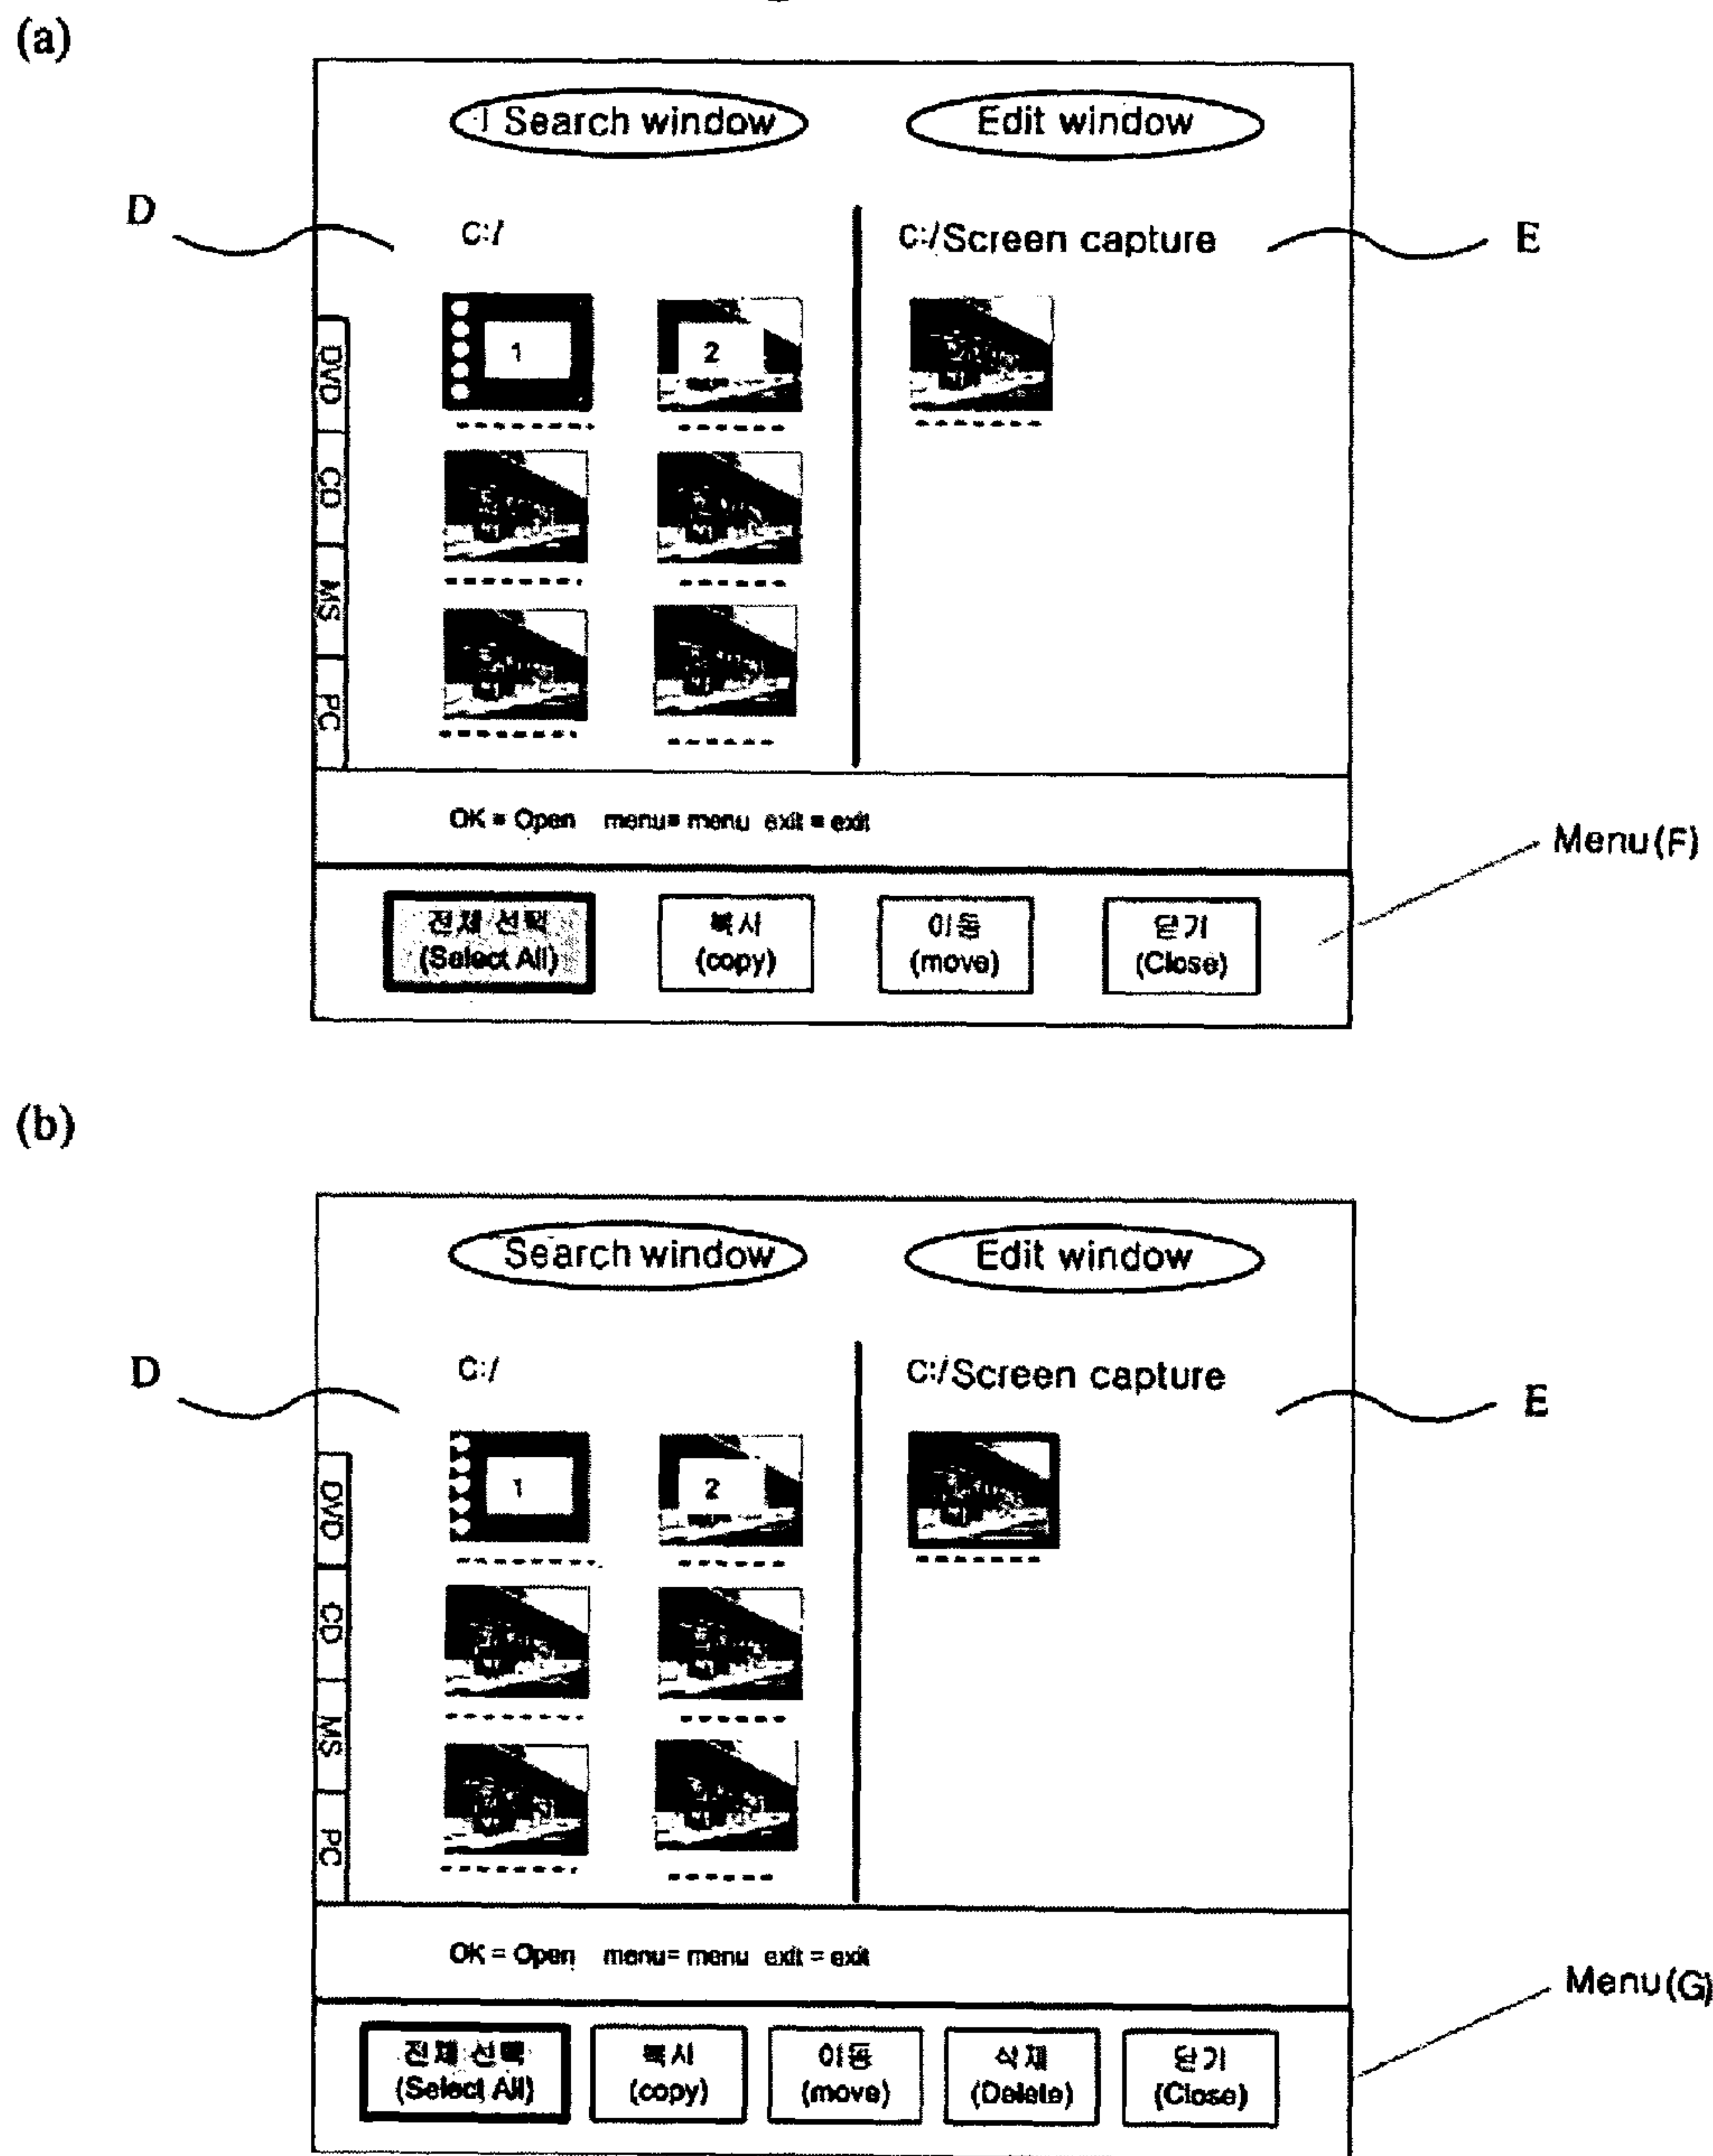 (a)
Search window
Edit window
D
C:/
C:/Screen capture
E
1
2
DVD
CD
MS
PC
OK = Open menu= menu exit = exit
Menu(F)
전체 선택
(Select All)
복사
(copy)
이동
(move)
닫기
(Close)
(b)
Search window
Edit window
D
C:/
C:/Screen capture
E
1
2
DVD
CD
MS
PC
OK = Open menu= menu exit = exit
Menu(G)
전체 선택
(Select All)
복사
(copy)
이동
(move)
삭제
(Delete)
닫기
(Close)